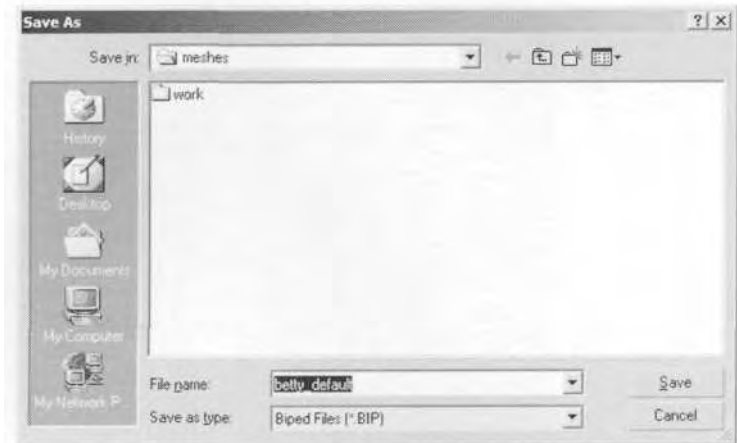 Save As
Save in: meshes
work
History
Desktop
My Documents
My Computer
My Network P...
File name: betty_default
Save
Save as type: Biped Files (*.BIP)
Cancel